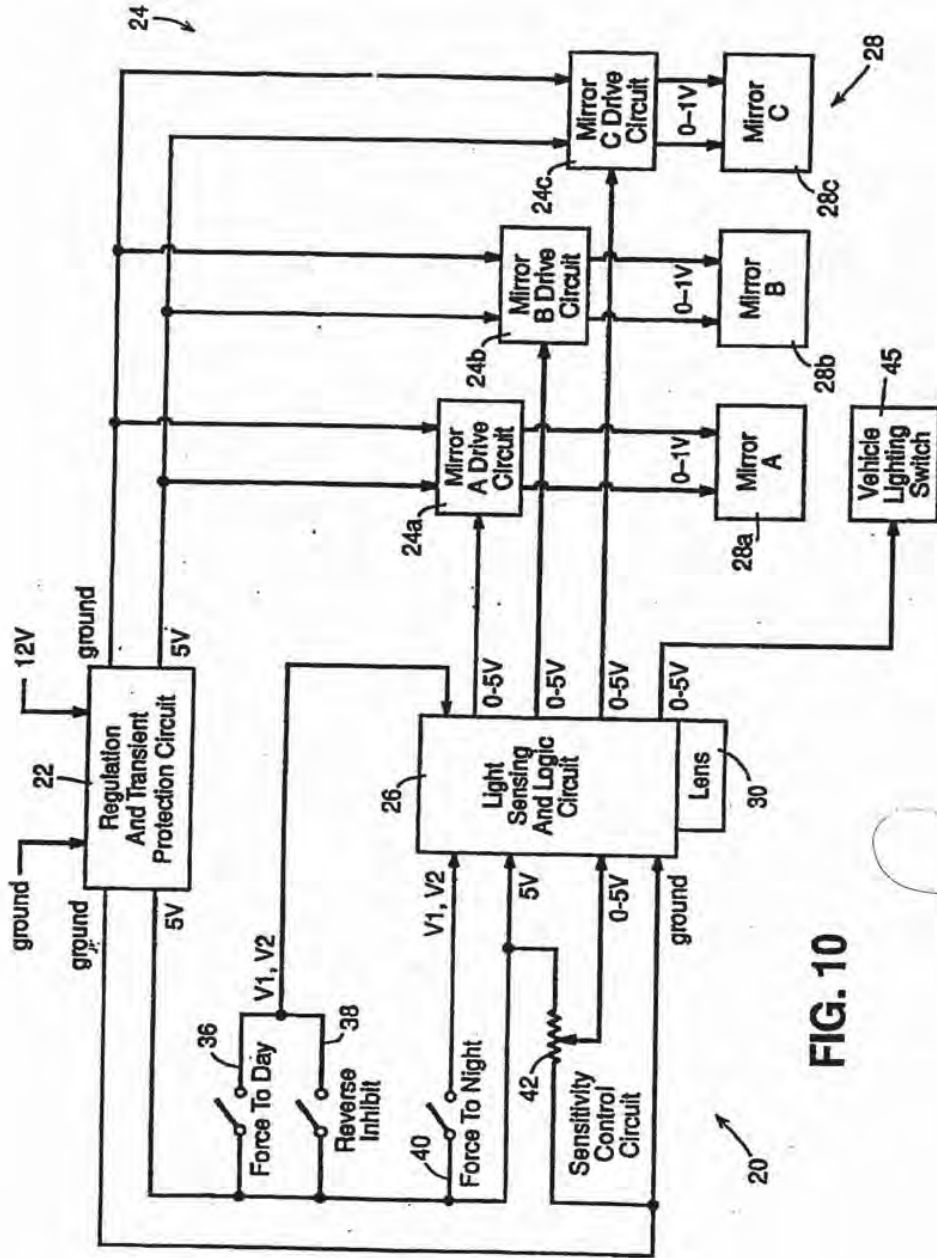 24
12V
ground
22
Regulation
And Transient
Protection Circuit
ground
5V
ground
5V
Mirror
A Drive
Circuit
24a
Mirror
B Drive
Circuit
24b
Mirror
C Drive
Circuit
24c
0–1V
0–1V
0–1V
Mirror
A
28a
Mirror
B
28b
Mirror
C
28c
28
36
Force To Day
V1, V2
38
Reverse
Inhibit
40
Force To Night
V1, V2
5V
42
Sensitivity
Control
Circuit
0-5V
ground
26
Light
Sensing
And Logic
Circuit
0-5V
0-5V
0-5V
0-5V
Lens
30
Vehicle
Lighting
Switch
45
20
FIG. 10